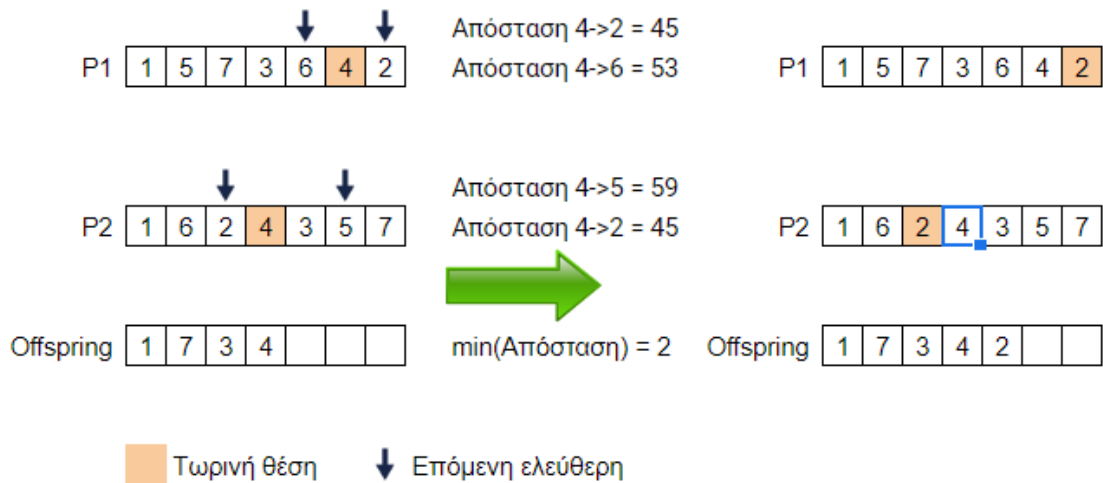 Απόσταση 4->2 = 45
P1 1 5 7 3 6 4 2 Απόσταση 4->6 = 53 P1 1 5 7 3 6 4 2
Απόσταση 4->5 = 59
P2 1 6 2 4 3 5 7 Απόσταση 4->2 = 45 P2 1 6 2 4 3 5 7
Offspring 1 7 3 4 min(Απόσταση) = 2 Offspring 1 7 3 4 2
Τωρινή θέση Επόμενη ελεύθερη